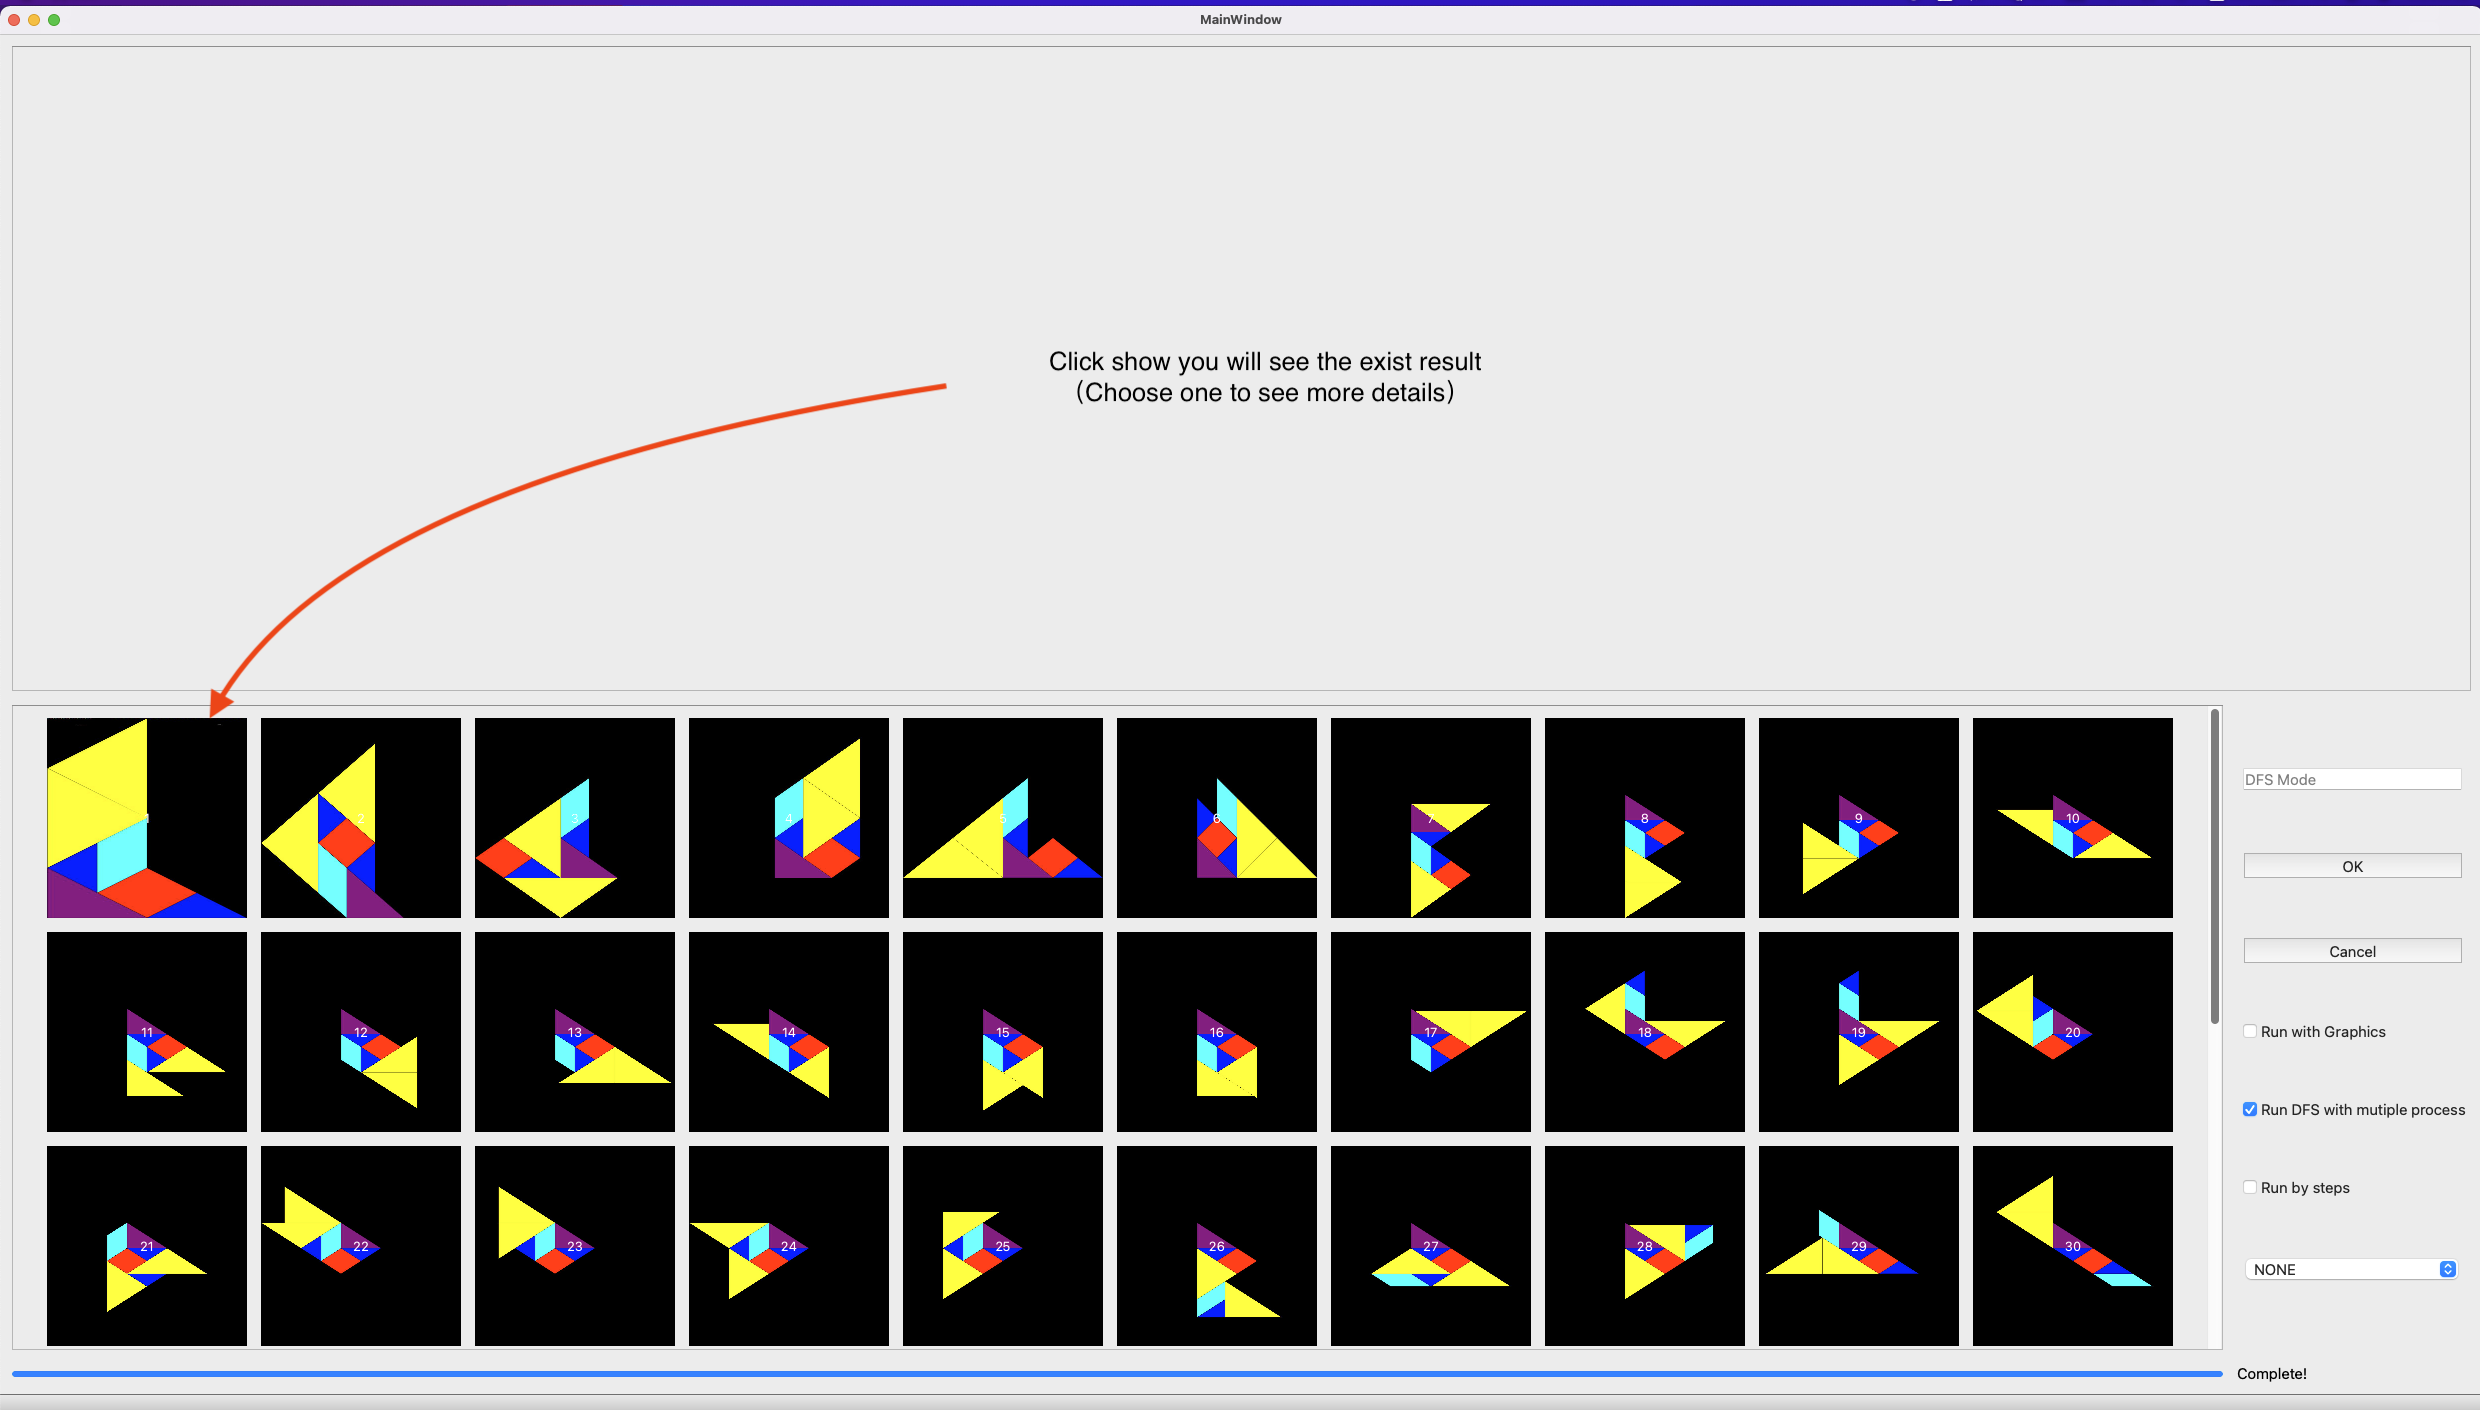 MainWindow
Click show you will see the exist result
(Choose one to see more details)
2 3 4 5 6 7 8 9 10
11 12 13 14 15 16 17 18 19 20
21 22 23 24 25 26 27 28 29 30
DFS Mode
OK
Cancel
Run with Graphics
Run DFS with mutiple process
Run by steps
NONE
Complete!